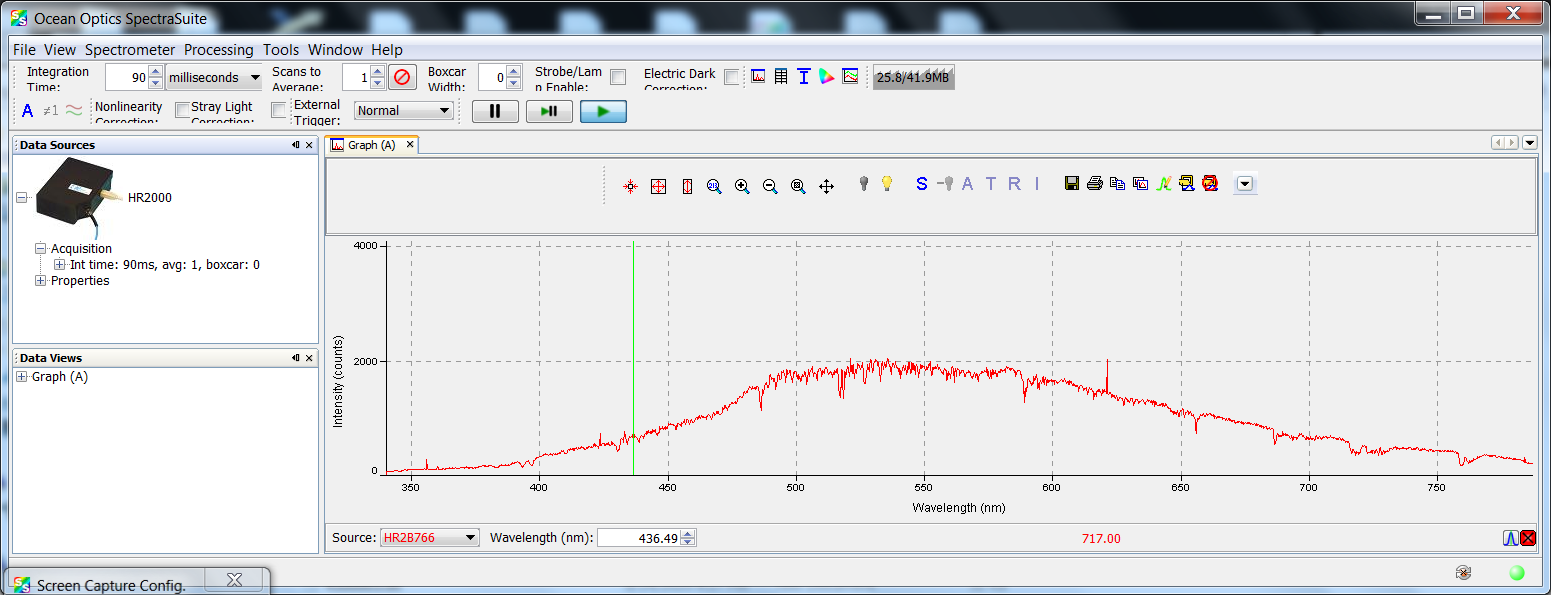 Ocean Optics SpectraSuite
File View Spectrometer Processing Tools Window Help
Integration Time: 90 milliseconds Scans to Average: 1 Boxcar Width: 0 Strobe/Lam p Enable: Electric Dark Correction: 25.8/41.9MB
A ≠1 Nonlinearity Correction: Stray Light Correction: External Trigger: Normal
Data Sources
HR2000
Acquisition
Int time: 90ms, avg: 1, boxcar: 0
Properties
Data Views
Graph (A)
Graph (A)
S A T R I
4000
2000
0
Intensity (counts)
350 400 450 500 550 600 650 700 750
Wavelength (nm)
Source: HR2B766 Wavelength (nm): 436.49 717.00
Screen Capture Config.